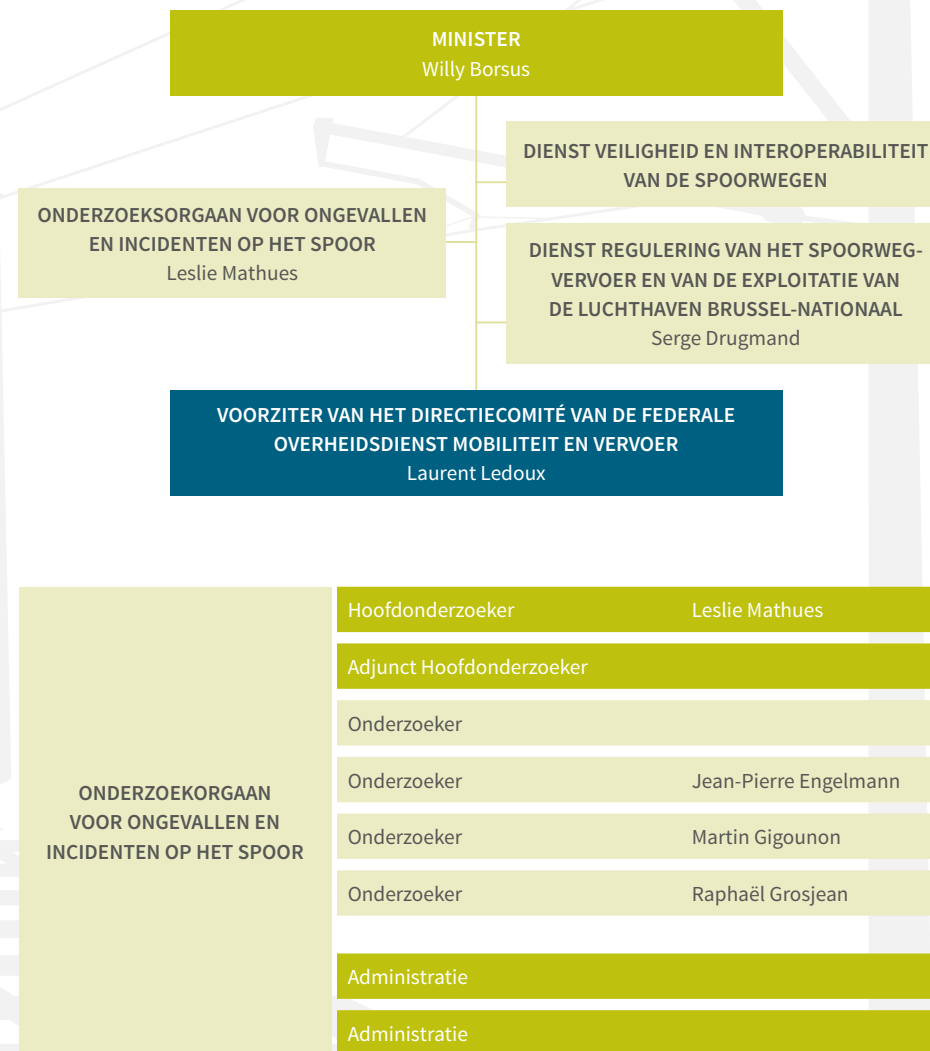 MINISTER
Willy Borsus
DIENST VEILIGHEID EN INTEROPERABILITEIT
VAN DE SPOORWEGEN
ONDERZOEKSORGAAN VOOR ONGEVALLEN
EN INCIDENTEN OP HET SPOOR
Leslie Mathues
DIENST REGULERING VAN HET SPOORWEG-
VERVOER EN VAN DE EXPLOITATIE VAN
DE LUCHTHAVEN BRUSSEL-NATIONAAL
Serge Drugmand
VOORZITER VAN HET DIRECTIECOMITÉ VAN DE FEDERALE
OVERHEIDSDIENST MOBILITEIT EN VERVOER
Laurent Ledoux
ONDERZOEKORGAAN
VOOR ONGEVALLEN EN
INCIDENTEN OP HET SPOOR
Hoofdonderzoeker Leslie Mathues
Adjunct Hoofdonderzoeker
Onderzoeker
Onderzoeker Jean-Pierre Engelmann
Onderzoeker Martin Gigounon
Onderzoeker Raphaël Grosjean
Administratie
Administratie